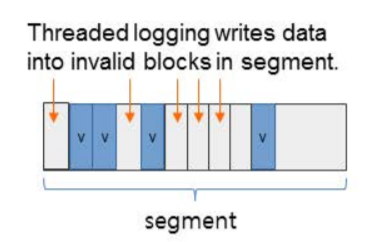 Threaded logging writes data
into invalid blocks in segment.
v v v v
segment